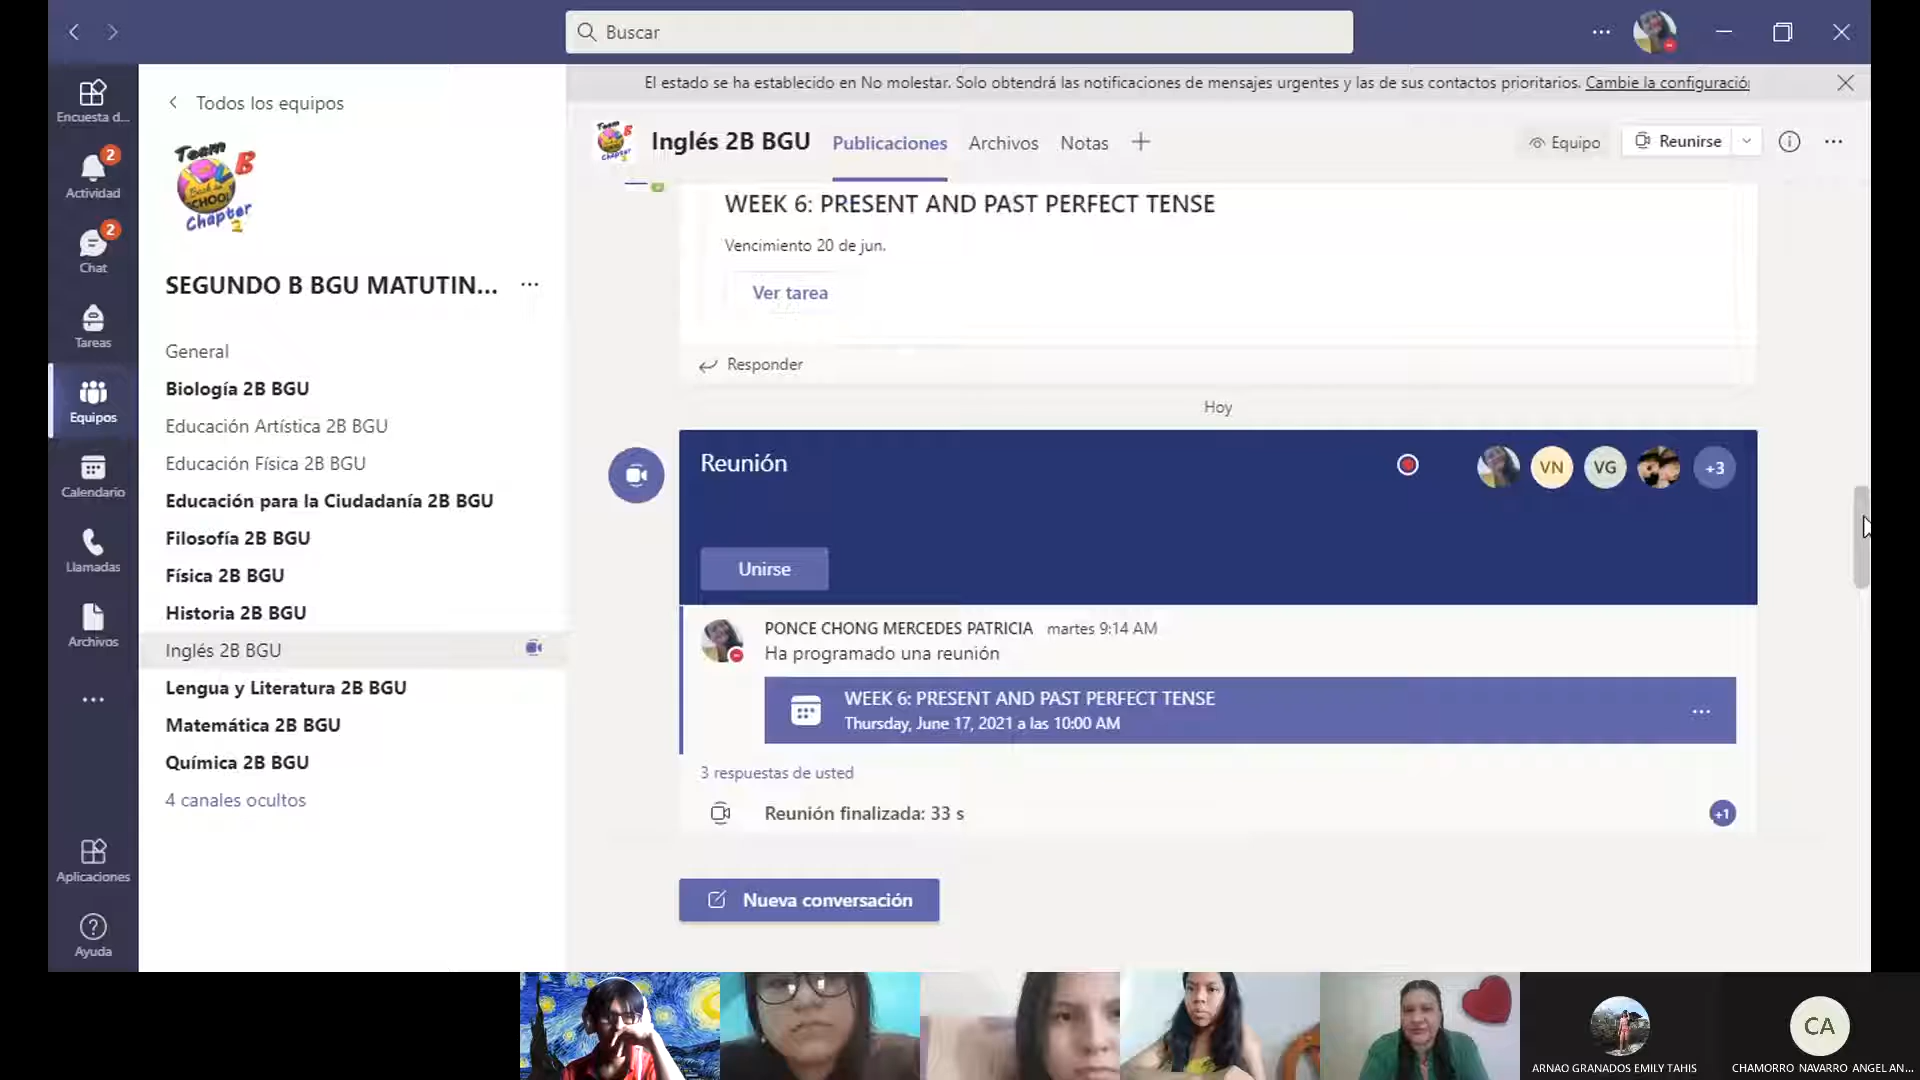 Buscar
El estado se ha establecido en No molestar. Solo obtendrá las notificaciones de mensajes urgentes y las de sus contactos prioritarios. Cambie la configuració
Encuesta d...
2
Actividad
2
Chat
Tareas
Equipos
Calendario
Llamadas
Archivos
Aplicaciones
Ayuda
Todos los equipos
Team B
Back to
SCHOOL
Chapter
2
SEGUNDO B BGU MATUTIN...
General
Biología 2B BGU
Educación Artística 2B BGU
Educación Física 2B BGU
Educación para la Ciudadanía 2B BGU
Filosofía 2B BGU
Física 2B BGU
Historia 2B BGU
Inglés 2B BGU
Lengua y Literatura 2B BGU
Matemática 2B BGU
Química 2B BGU
4 canales ocultos
Inglés 2B BGU Publicaciones Archivos Notas
Equipo Reunirse
WEEK 6: PRESENT AND PAST PERFECT TENSE
Vencimiento 20 de jun.
Ver tarea
Responder
Hoy
Reunión
VN VG +3
Unirse
PONCE CHONG MERCEDES PATRICIA martes 9:14 AM
Ha programado una reunión
WEEK 6: PRESENT AND PAST PERFECT TENSE
Thursday, June 17, 2021 a las 10:00 AM
3 respuestas de usted
Reunión finalizada: 33 s
+1
Nueva conversación
CA
ARNAO GRANADOS EMILY TAHIS
CHAMORRO NAVARRO ANGEL AN...